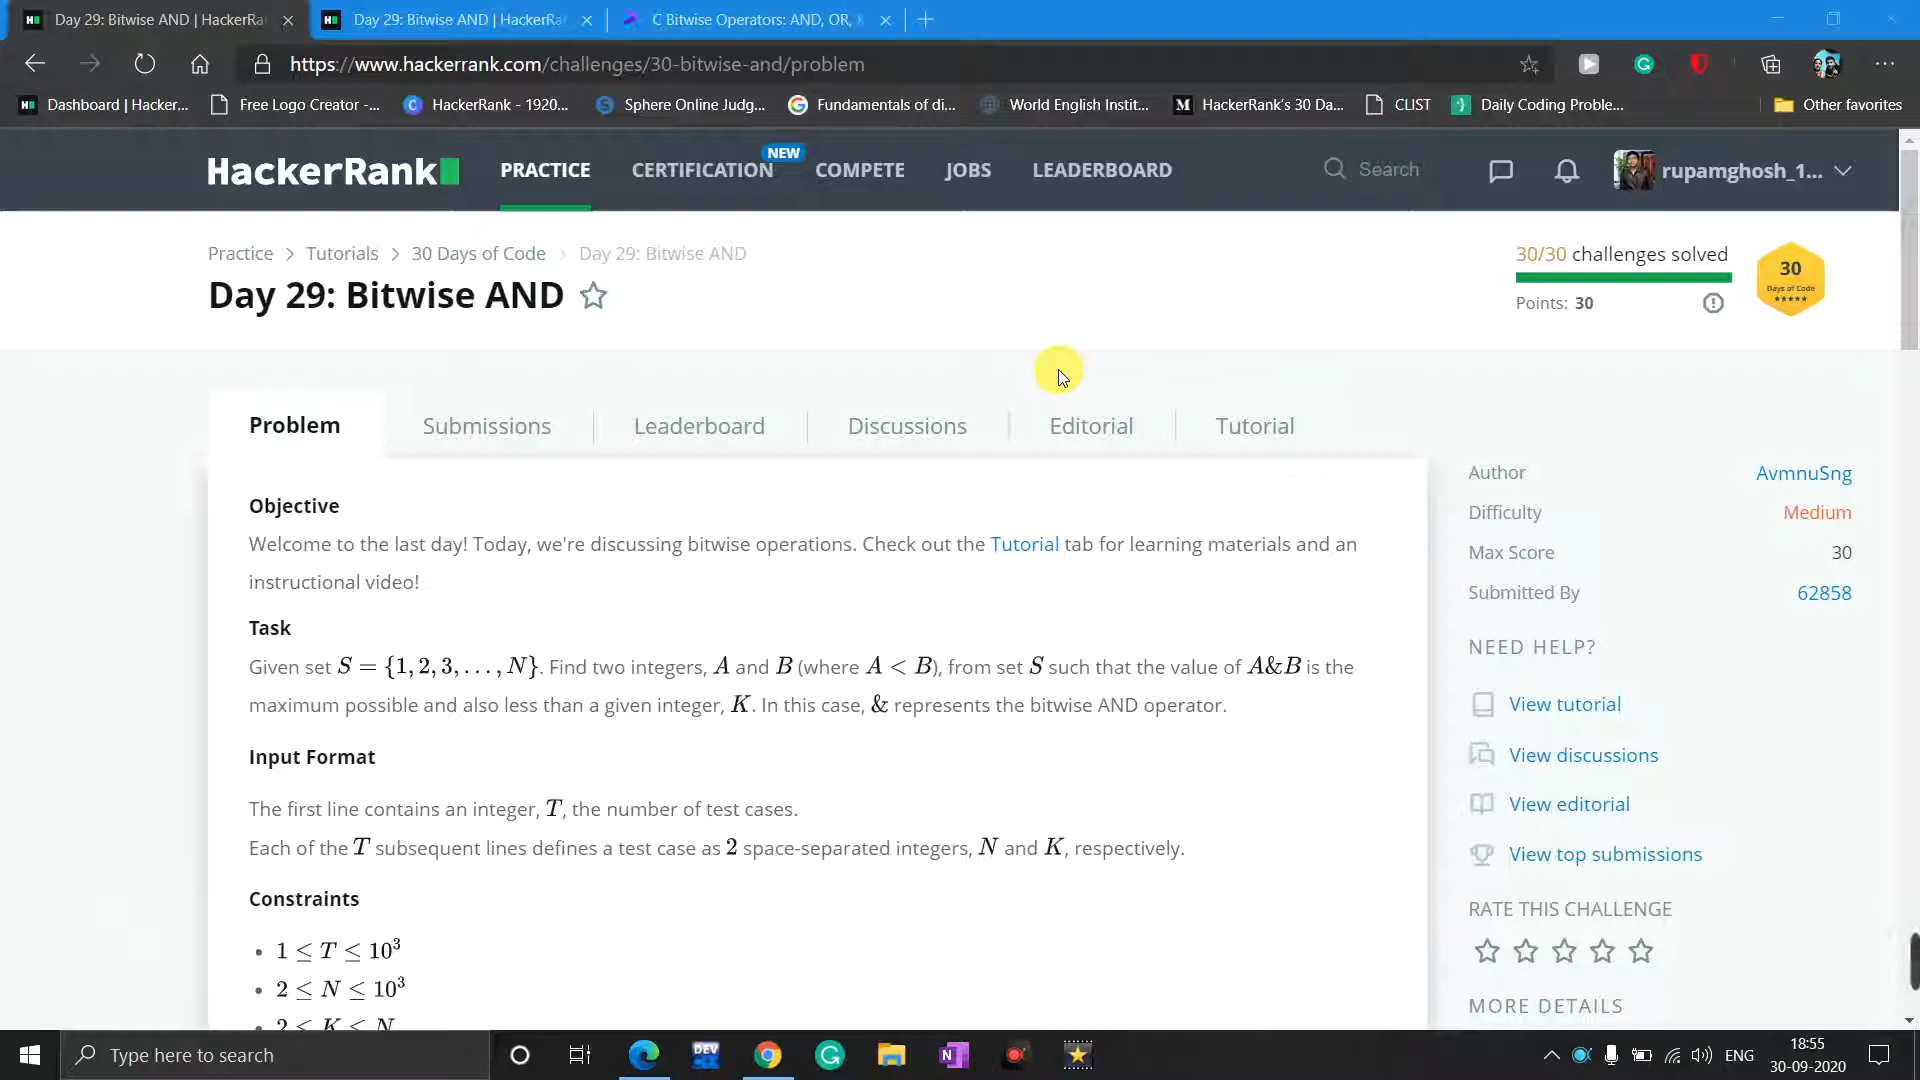 Day 29: Bitwise AND | HackerRa
Day 29: Bitwise AND | HackerRa
C Bitwise Operators: AND, OR,
https://www.hackerrank.com/challenges/30-bitwise-and/problem
Dashboard | Hacker...
Free Logo Creator -...
HackerRank - 1920...
Sphere Online Judg...
Fundamentals of di...
World English Instit...
HackerRank's 30 Da...
CLIST
Daily Coding Proble...
Other favorites
HackerRank
PRACTICE
CERTIFICATION
NEW
COMPETE
JOBS
LEADERBOARD
Search
rupamghosh_1...
Practice > Tutorials > 30 Days of Code > Day 29: Bitwise AND
Day 29: Bitwise AND
30/30 challenges solved
Points: 30
30
Days of Code
Problem
Submissions
Leaderboard
Discussions
Editorial
Tutorial
Objective
Welcome to the last day! Today, we're discussing bitwise operations. Check out the Tutorial tab for learning materials and an
instructional video!
Task
Given set S = {1, 2, 3, . . . , N}. Find two integers, A and B (where A < B), from set S such that the value of A&B is the
maximum possible and also less than a given integer, K. In this case, & represents the bitwise AND operator.
Input Format
The first line contains an integer, T, the number of test cases.
Each of the T subsequent lines defines a test case as 2 space-separated integers, N and K, respectively.
Constraints
• 1 ≤ T ≤ 10³
• 2 ≤ N ≤ 10³
• 2 ≤ K ≤ N
Author AvmnuSng
Difficulty Medium
Max Score 30
Submitted By 62858
NEED HELP?
View tutorial
View discussions
View editorial
View top submissions
RATE THIS CHALLENGE
MORE DETAILS
Type here to search
DEV
ENG
18:55
30-09-2020